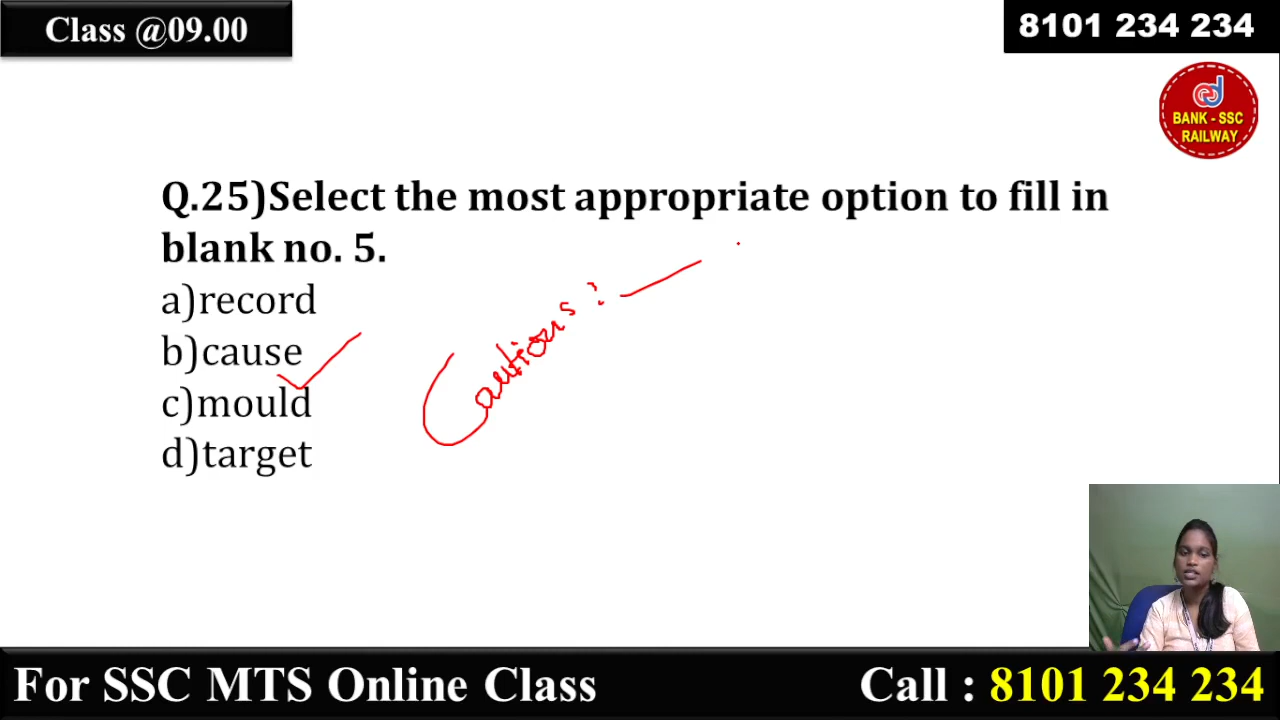 Class @09.00
8101 234 234
BANK - SSC
RAILWAY
Q.25)Select the most appropriate option to fill in
blank no. 5.
a)record
b)cause
c)mould
d)target
Cautions :
For SSC MTS Online Class
Call : 8101 234 234